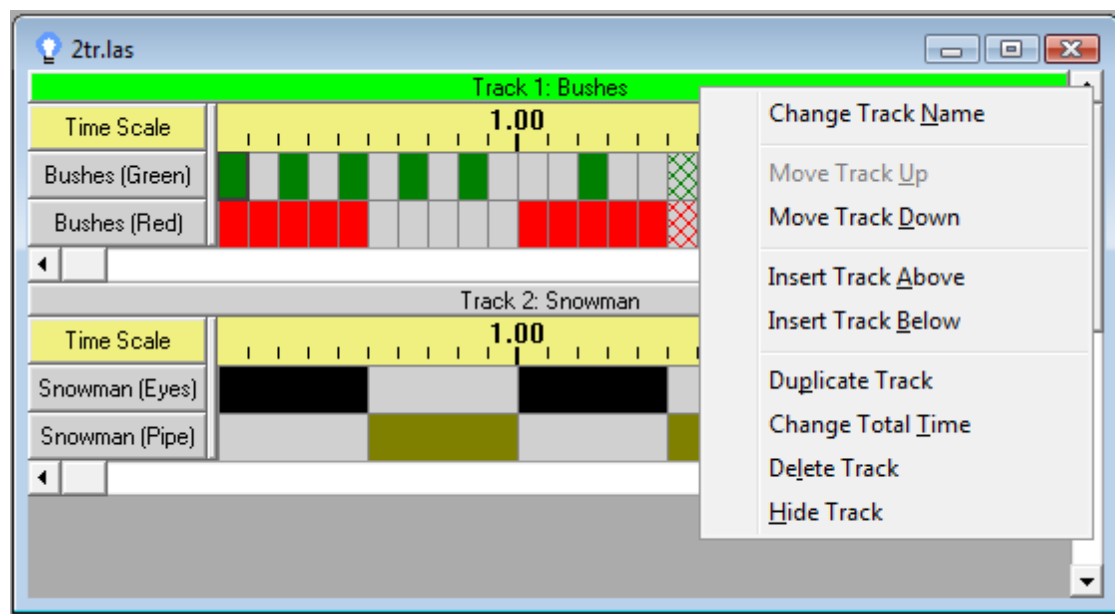 2tr.las
Track 1: Bushes
Time Scale
1.00
Bushes (Green)
Bushes (Red)
Track 2: Snowman
Time Scale
1.00
Snowman (Eyes)
Snowman (Pipe)
Change Track Name
Move Track Up
Move Track Down
Insert Track Above
Insert Track Below
Duplicate Track
Change Total Time
Delete Track
Hide Track